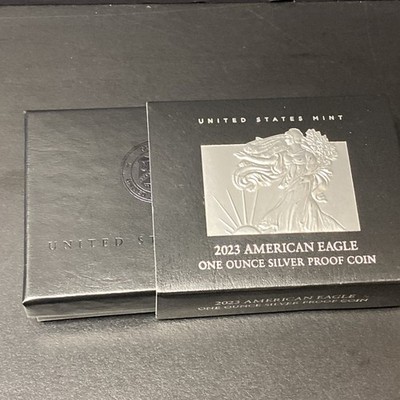 UNITED STATES MINT
2023 AMERICAN EAGLE
ONE OUNCE SILVER PROOF COIN
2023 AMERICAN EAGLE
ONE OUNCE SILVER PROOF COIN
UNITED